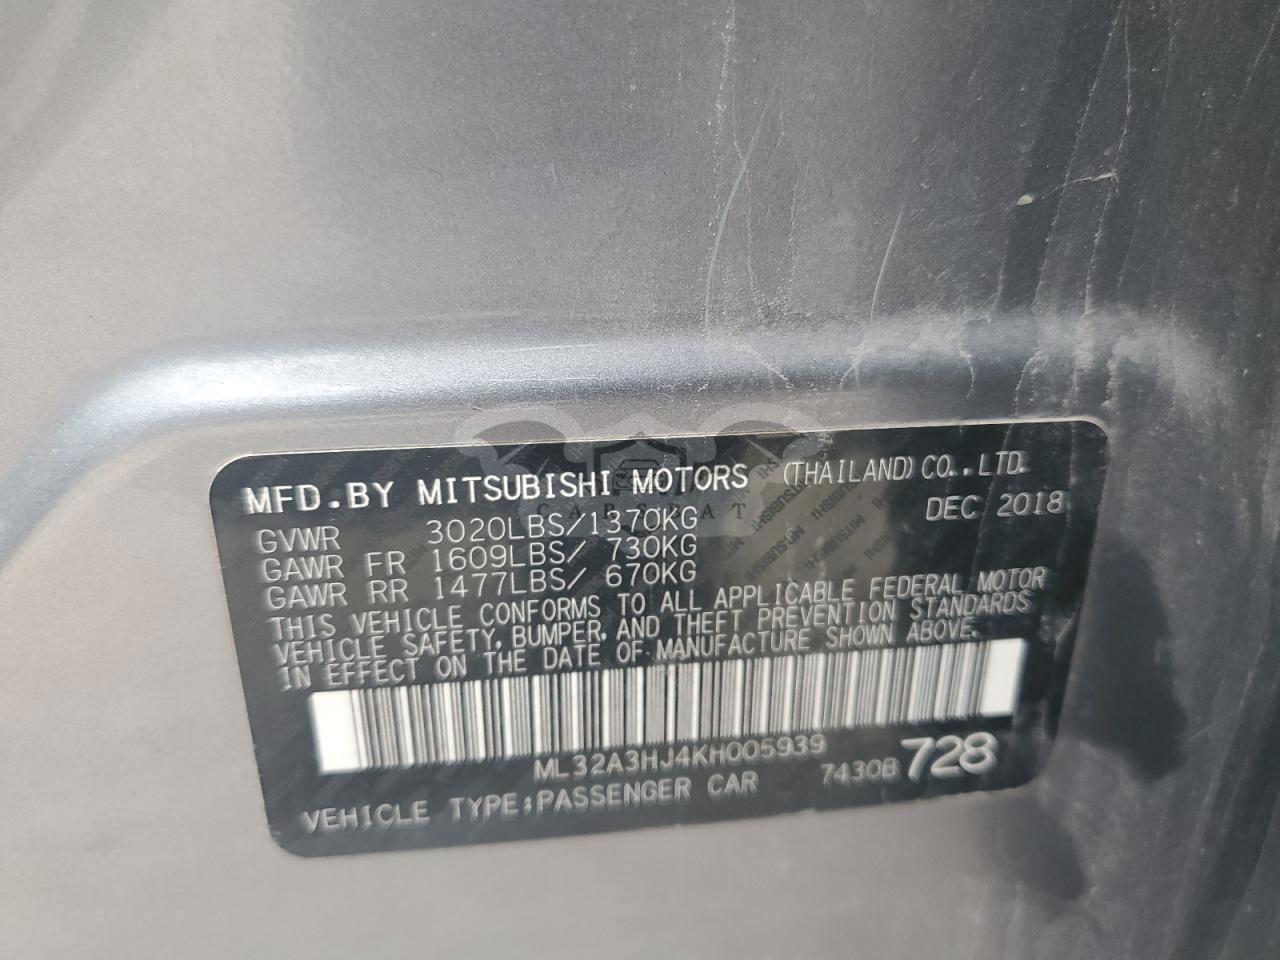 MFD.BY MITSUBISHI MOTORS (THAILAND) CO.,LTD.
DEC 2018
GVWR 3020LBS/1370KG
GAWR FR 1609LBS/ 730KG
GAWR RR 1477LBS/ 670KG
THIS VEHICLE CONFORMS TO ALL APPLICABLE FEDERAL MOTOR
VEHICLE SAFETY, BUMPER, AND THEFT PREVENTION STANDARDS
IN EFFECT ON THE DATE OF MANUFACTURE SHOWN ABOVE.
ML32A3HJ4KH005939
7430B 728
VEHICLE TYPE:PASSENGER CAR